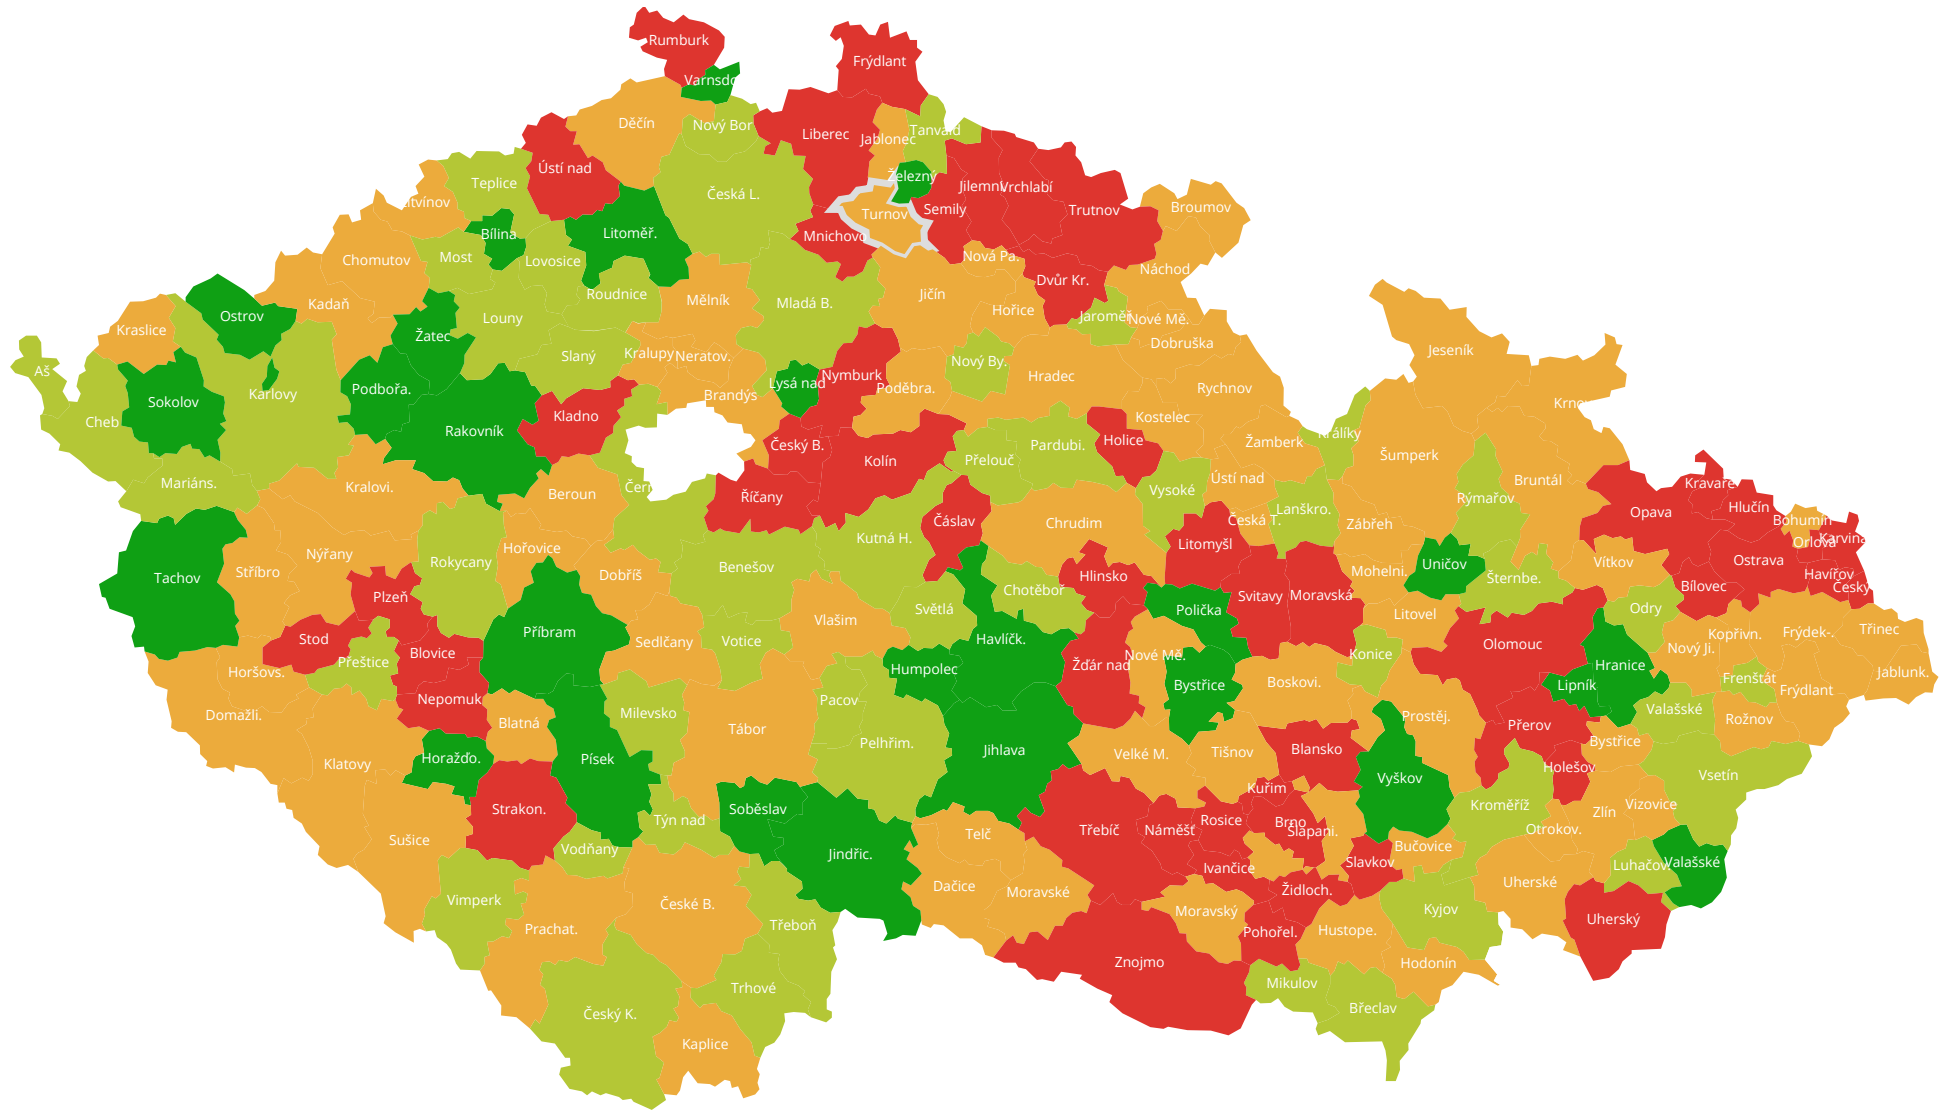 Rumburk
Frýdlant
Varnsdo
Děčín
Nový Bor
Liberec
Jablonec
Tanvald
Ústí nad
Teplice
Železný
Jilemni
Vrchlabí
Česká L.
Litvínov
Turnov
Semily
Trutnov
Broumov
Bílina
Litoměř.
Mnichovo
Chomutov
Most
Lovosice
Nová Pa.
Náchod
Dvůr Kr.
Kadaň
Roudnice
Mělník
Mladá B.
Jičín
Hořice
Ostrov
Louny
Jaroměř
Nové Mě.
Kraslice
Žatec
Slaný
Kralupy
Neratov.
Dobruška
Jeseník
Aš
Nový By.
Nymburk
Hradec
Lysá nad
Poděbra.
Rychnov
Podbořa.
Karlovy
Brandýs
Sokolov
Krnov
Cheb
Kladno
Kostelec
Rakovník
Králíky
Český B.
Pardubi.
Holice
Žamberk
Kolín
Přelouč
Šumperk
Mariáns.
Kralovi.
Beroun
Čern
Říčany
Vysoké
Ústí nad
Bruntál
Kravaře
Rýmařov
Lanškro.
Hlučín
Opava
Čáslav
Chrudim
Česká T.
Zábřeh
Bohumín
Kutná H.
Litomyšl
Orlová
Karviná
Hořovice
Nýřany
Rokycany
Stříbro
Tachov
Dobříš
Benešov
Chotěboř
Hlinsko
Mohelni.
Uničov
Šternbe.
Vítkov
Ostrava
Havířov
Bílovec
Český
Plzeň
Světlá
Polička
Svitavy
Moravská
Litovel
Odry
Stod
Příbram
Vlašim
Havlíčk.
Sedlčany
Votice
Olomouc
Kopřivn.
Frýdek-.
Třinec
Blovice
Přeštice
Horšovs.
Humpolec
Žďár nad
Nové Mě.
Konice
Nový Ji.
Hranice
Lipník
Frenštát
Frýdlant
Jablunk.
Nepomuk
Bystřice
Boskovi.
Pacov
Milevsko
Domažli.
Blatná
Tábor
Prostěj.
Valašské
Rožnov
Přerov
Pelhřim.
Jihlava
Velké M.
Tišnov
Blansko
Bystřice
Klatovy
Horažďo.
Písek
Holešov
Vyškov
Vsetín
Kuřim
Strakon.
Soběslav
Týn nad
Kroměříž
Vizovice
Zlín
Rosice
Brno
Šlapani.
Otrokov.
Telč
Třebíč
Náměšť
Sušice
Vodňany
Jindřic.
Bučovice
Slavkov
Ivančice
Luhačov.
Valašské
Dačice
Moravské
Židloch.
Uherské
Vimperk
České B.
Moravský
Kyjov
Třeboň
Prachat.
Pohořel.
Hustope.
Uherský
Znojmo
Hodonín
Trhové
Mikulov
Břeclav
Český K.
Kaplice